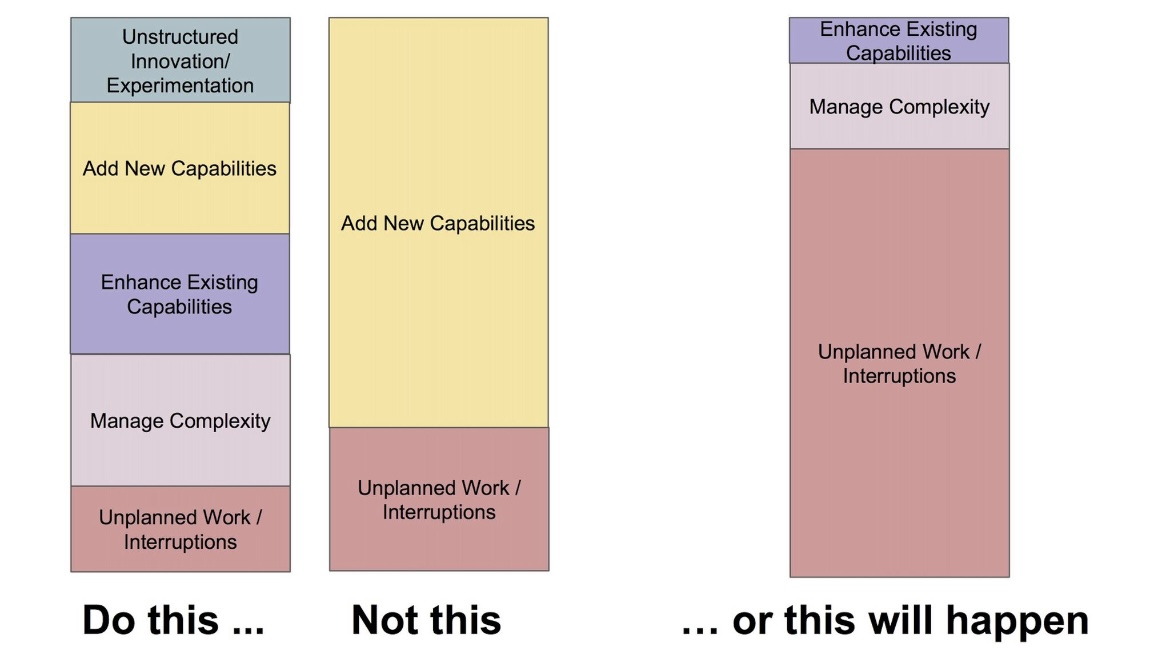 Unstructured
Innovation/
Experimentation
Add New Capabilities
Enhance Existing
Capabilities
Manage Complexity
Unplanned Work /
Interruptions
Do this ...
Add New Capabilities
Unplanned Work /
Interruptions
Not this
Enhance Existing
Capabilities
Manage Complexity
Unplanned Work /
Interruptions
… or this will happen